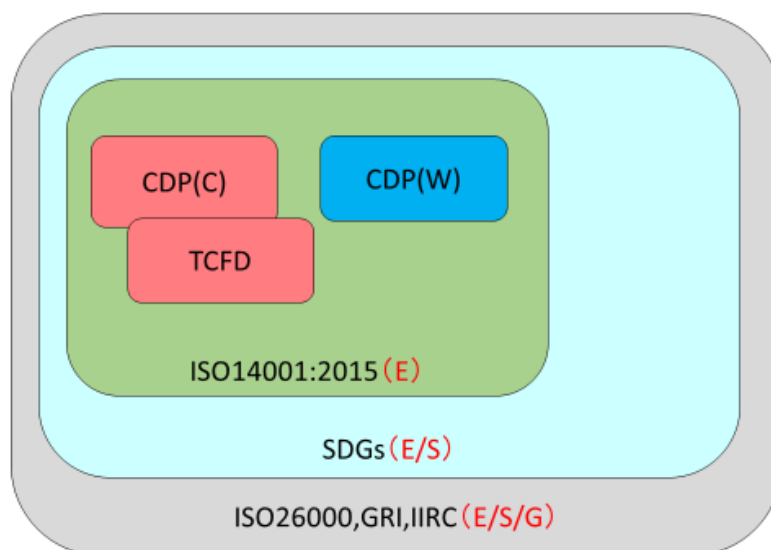 CDP(C)
CDP(W)
TCFD
ISO14001:2015(E)
SDGs(E/S)
ISO26000,GRI,IIRC(E/S/G)